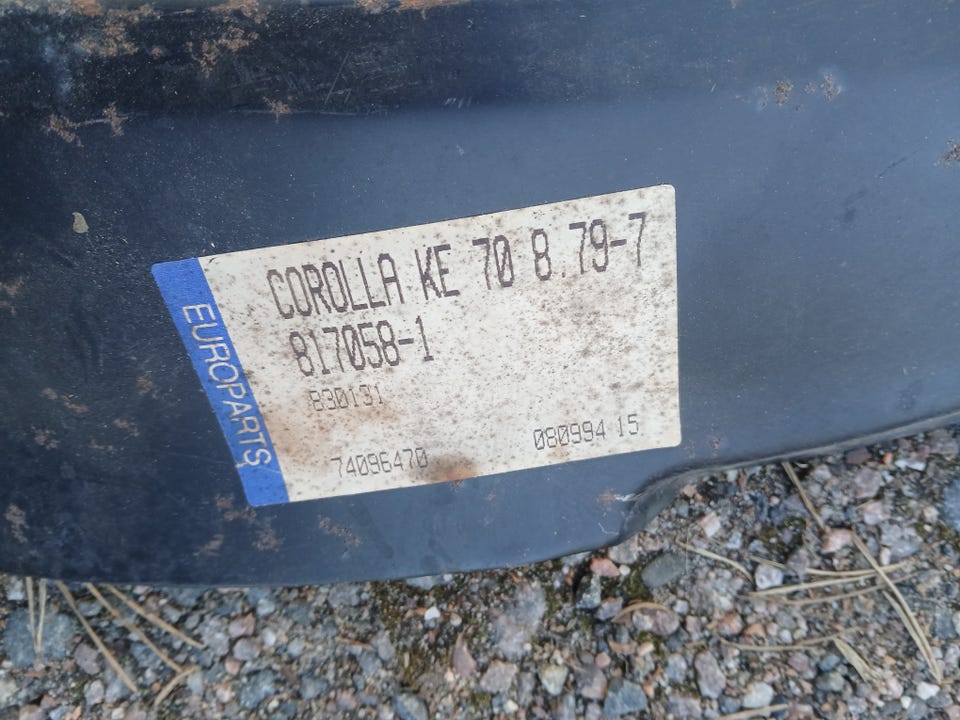 COROLLA KE 70 8.79-7
817058-1
830131
74096470
080994 15
EUROPARTS